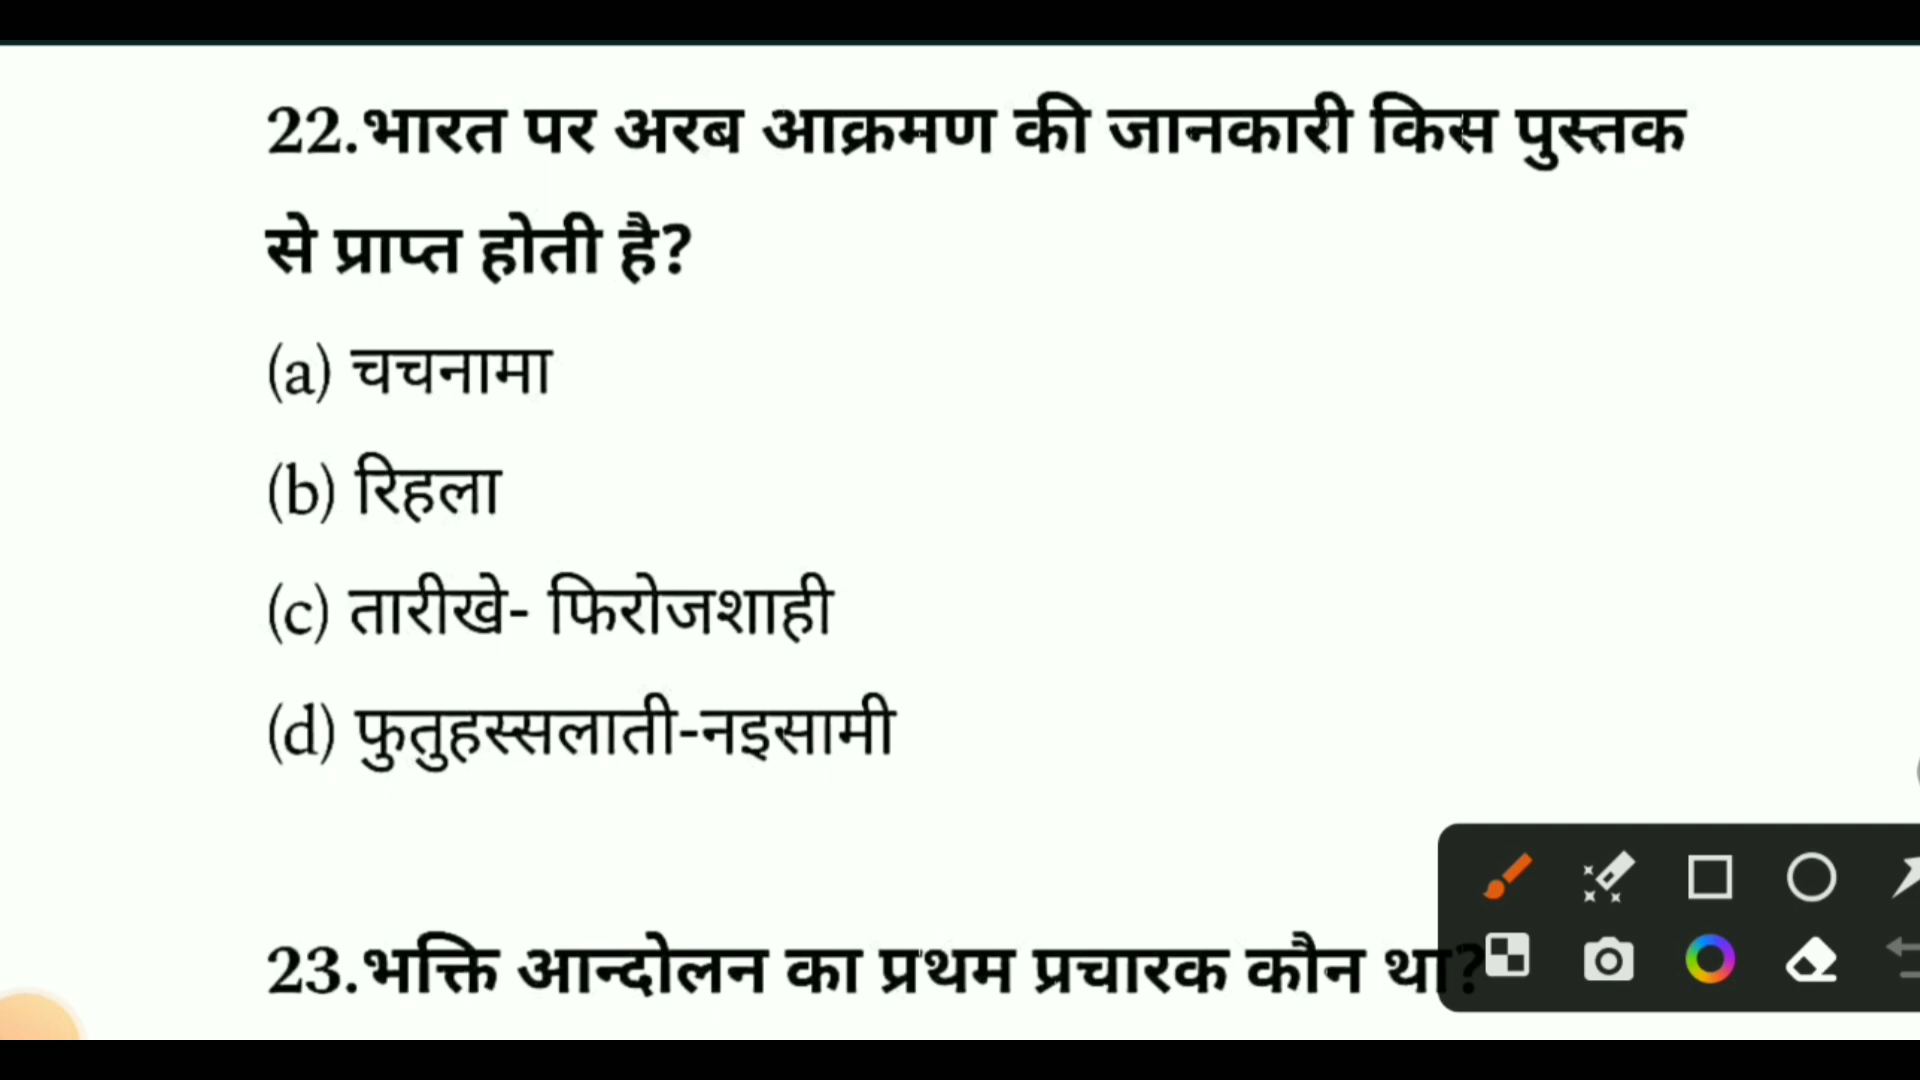 22.भारत पर अरब आक्रमण की जानकारी किस पुस्तक
से प्राप्त होती है?
(a) चचनामा
(b) रिहला
(c) तारीखे- फिरोजशाही
(d) फुतुहस्सलाती-नइसामी
23.भक्ति आन्दोलन का प्रथम प्रचारक कौन था?